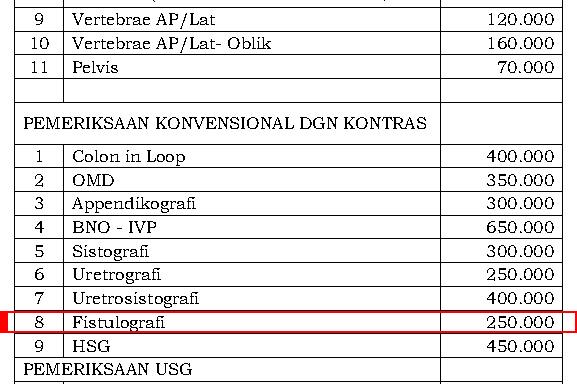 9 Vertebrae AP/Lat 120.000
10 Vertebrae AP/Lat- Oblik 160.000
11 Pelvis 70.000
PEMERIKSAAN KONVENSIONAL DGN KONTRAS
1 Colon in Loop 400.000
2 OMD 350.000
3 Appendikografi 300.000
4 BNO - IVP 650.000
5 Sistografi 300.000
6 Uretrografi 250.000
7 Uretrosistografi 400.000
8 Fistulografi 250.000
9 HSG 450.000
PEMERIKSAAN USG